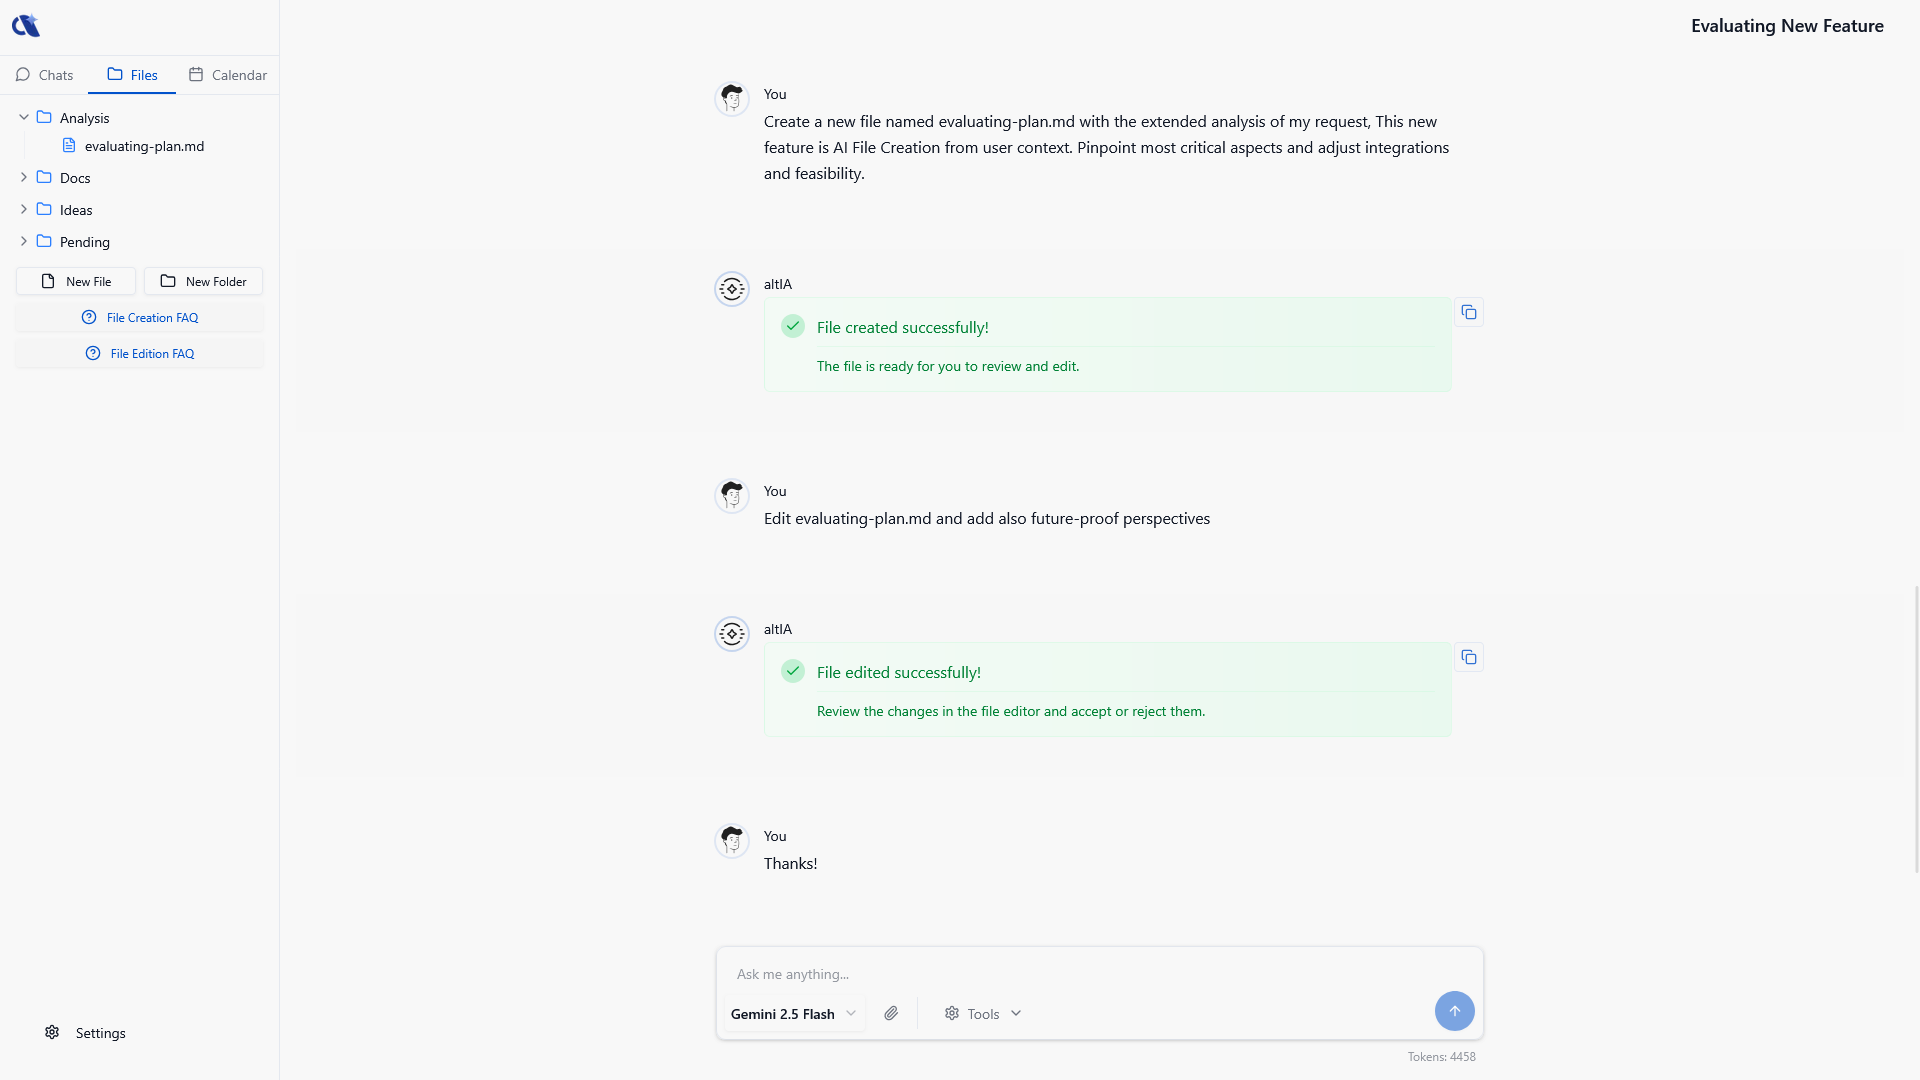 Evaluating New Feature
Chats
Files
Calendar
Analysis
evaluating-plan.md
Docs
Ideas
Pending
New File
New Folder
File Creation FAQ
File Edition FAQ
Settings
You
Create a new file named evaluating-plan.md with the extended analysis of my request, This new
feature is AI File Creation from user context. Pinpoint most critical aspects and adjust integrations
and feasibility.
altIA
File created successfully!
The file is ready for you to review and edit.
You
Edit evaluating-plan.md and add also future-proof perspectives
altIA
File edited successfully!
Review the changes in the file editor and accept or reject them.
You
Thanks!
Ask me anything...
Gemini 2.5 Flash
Tools
Tokens: 4458